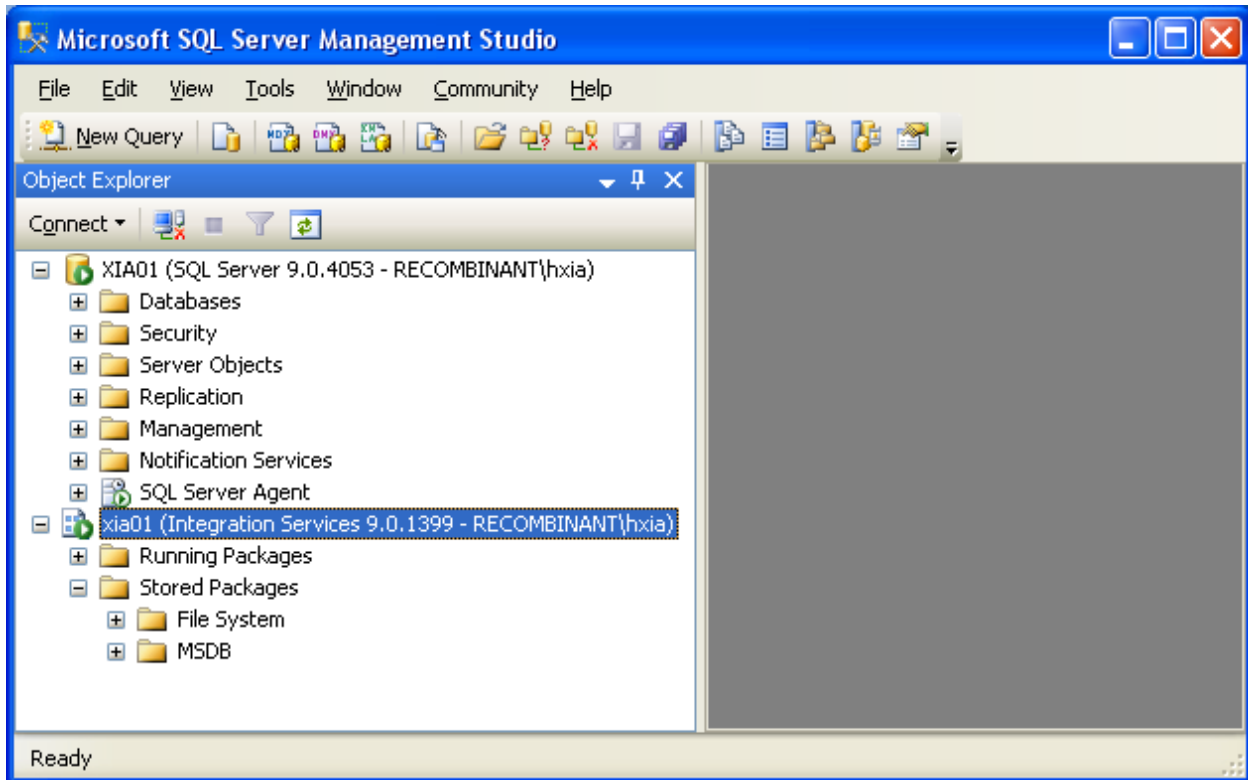 Microsoft SQL Server Management Studio
File Edit View Tools Window Community Help
New Query
Object Explorer
Connect
XIA01 (SQL Server 9.0.4053 - RECOMBINANT\hxia)
Databases
Security
Server Objects
Replication
Management
Notification Services
SQL Server Agent
xia01 (Integration Services 9.0.1399 - RECOMBINANT\hxia)
Running Packages
Stored Packages
File System
MSDB
Ready